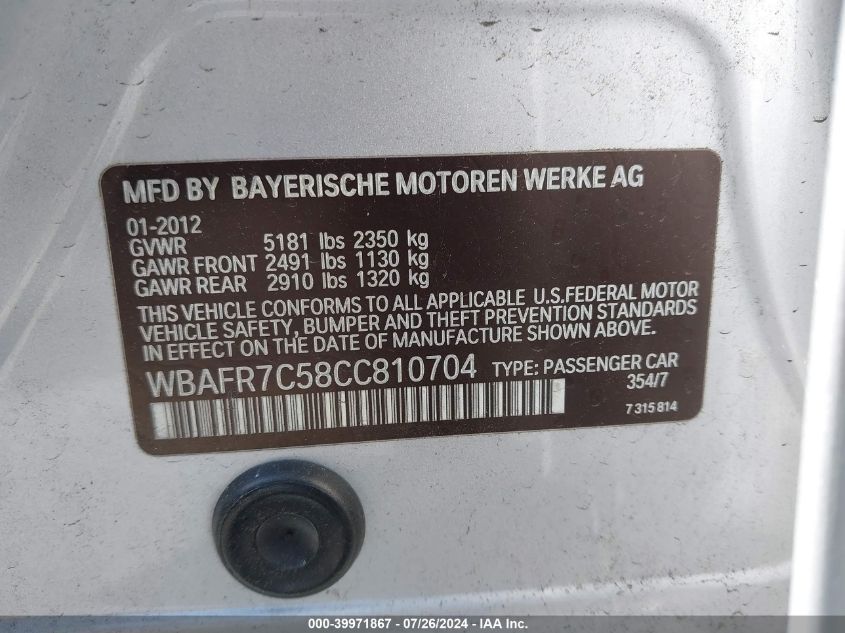 MFD BY BAYERISCHE MOTOREN WERKE AG
01-2012
GVWR 5181 lbs 2350 kg
GAWR FRONT 2491 lbs 1130 kg
GAWR REAR 2910 lbs 1320 kg
THIS VEHICLE CONFORMS TO ALL APPLICABLE U.S.FEDERAL MOTOR
VEHICLE SAFETY, BUMPER AND THEFT PREVENTION STANDARDS
IN EFFECT ON THE DATE OF MANUFACTURE SHOWN ABOVE.
WBAFR7C58CC810704 TYPE: PASSENGER CAR
354/7
7 315 814
000-39971867 - 07/26/2024 - IAA Inc.